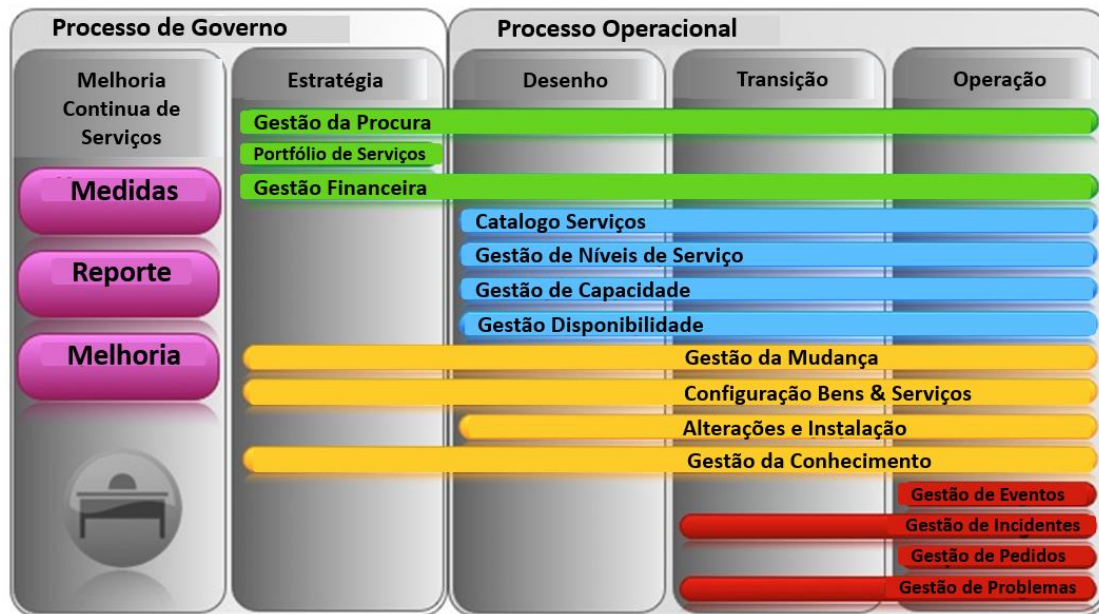 Processo de Governo
Processo Operacional
Melhoria
Continua de
Serviços
Estratégia
Desenho
Transição
Operação
Gestão da Procura
Portfólio de Serviços
Medidas
Gestão Financeira
Catalogo Serviços
Gestão de Níveis de Serviço
Reporte
Gestão de Capacidade
Gestão Disponibilidade
Melhoria
Gestão da Mudança
Configuração Bens & Serviços
Alterações e Instalação
Gestão da Conhecimento
Gestão de Eventos
Gestão de Incidentes
Gestão de Pedidos
Gestão de Problemas